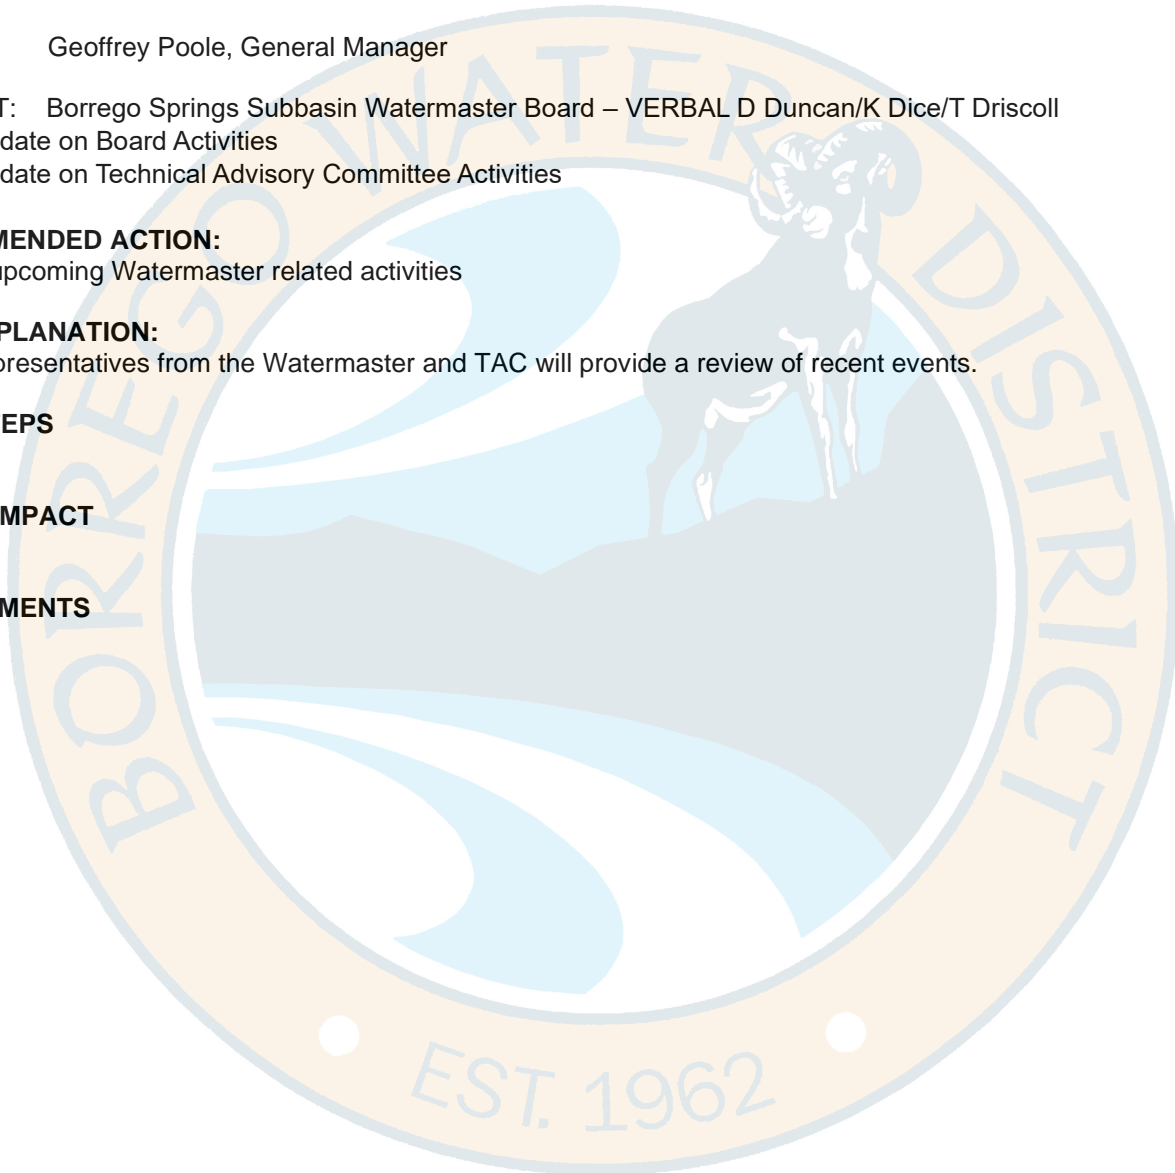 Geoffrey Poole, General Manager
T: Borrego Springs Subbasin Watermaster Board – VERBAL D Duncan/K Dice/T Driscoll
date on Board Activities
date on Technical Advisory Committee Activities
MENDED ACTION:
upcoming Watermaster related activities
PLANATION:
presentatives from the Watermaster and TAC will provide a review of recent events.
EPS
MPACT
MENTS
BORREGO WATER DISTRICT
EST. 1962